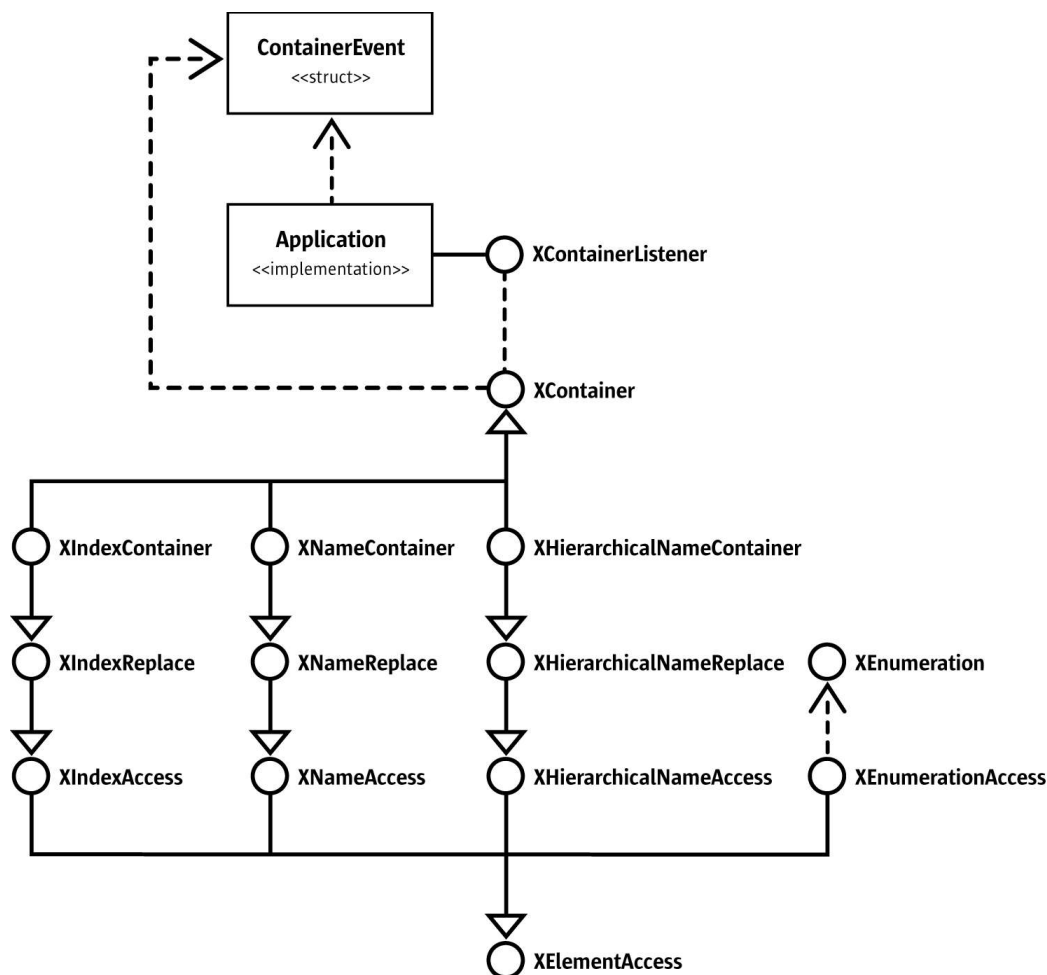 ContainerEvent
<<struct>>
Application
<<implementation>>
XContainerListener
XContainer
XIndexContainer
XNameContainer
XHierarchicalNameContainer
XIndexReplace
XNameReplace
XHierarchicalNameReplace
XEnumeration
XIndexAccess
XNameAccess
XHierarchicalNameAccess
XEnumerationAccess
XElementAccess